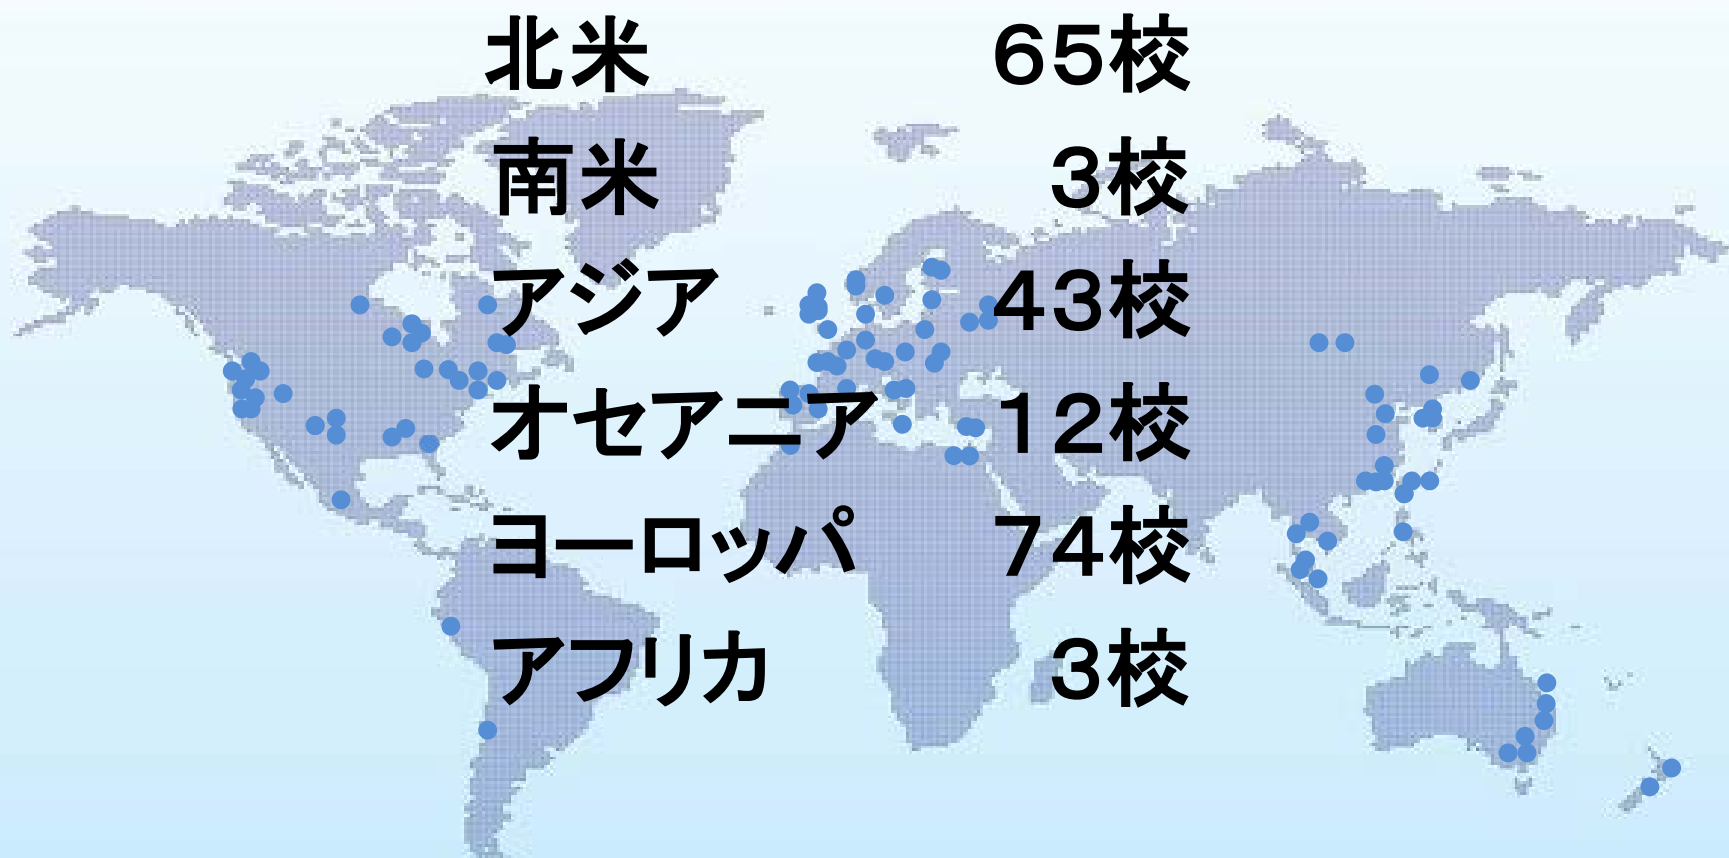 北米 65校
南米 3校
アジア 43校
オセアニア 12校
ヨーロッパ 74校
アフリカ 3校